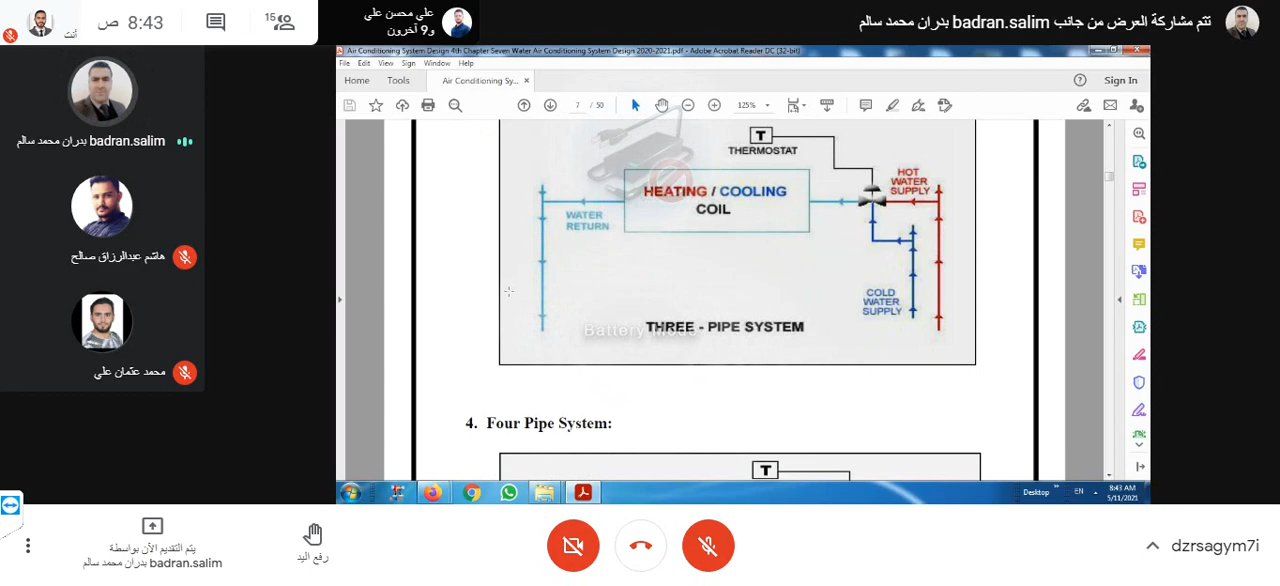 8:43 ص
15
علي محسن علي
و9 آخرون
أنت
تتم مشاركة العرض من جانب badran.salim بدران محمد سالم
badran.salim بدران محمد سالم
هاشم عبدالرزاق صالح
محمد عثمان علي
Air Conditioning System Design 4th Chapter Seven Water Air Conditioning System Design 2020-2021.pdf - Adobe Acrobat Reader DC (32-bit)
File Edit View Sign Window Help
Home Tools Air Conditioning Sy... × Sign In
7 / 50 125%
T
THERMOSTAT
HOT
WATER
SUPPLY
HEATING / COOLING
COIL
WATER
RETURN
COLD
WATER
SUPPLY
Battery Mode
THREE - PIPE SYSTEM
4. Four Pipe System:
T
Desktop » EN 8:43 AM
5/11/2021
يتم التقديم الآن بواسطة
badran.salim بدران محمد سالم
رفع اليد
dzrsagym7i